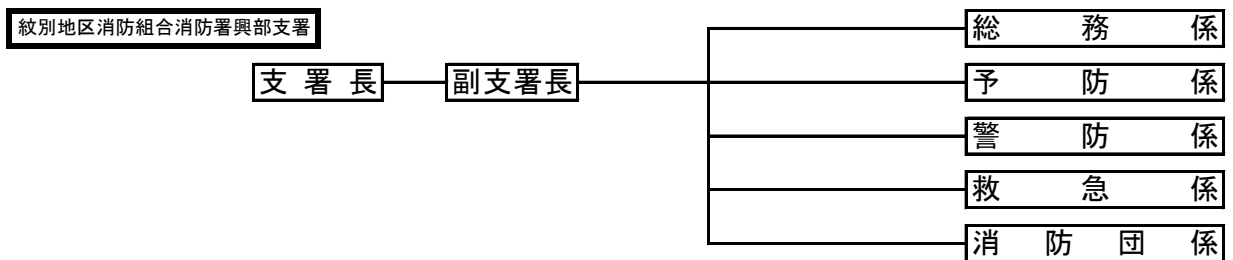 紋別地区消防組合消防署興部支署
総務係
支署長 副支署長 予防係
警防係
救急係
消防団係